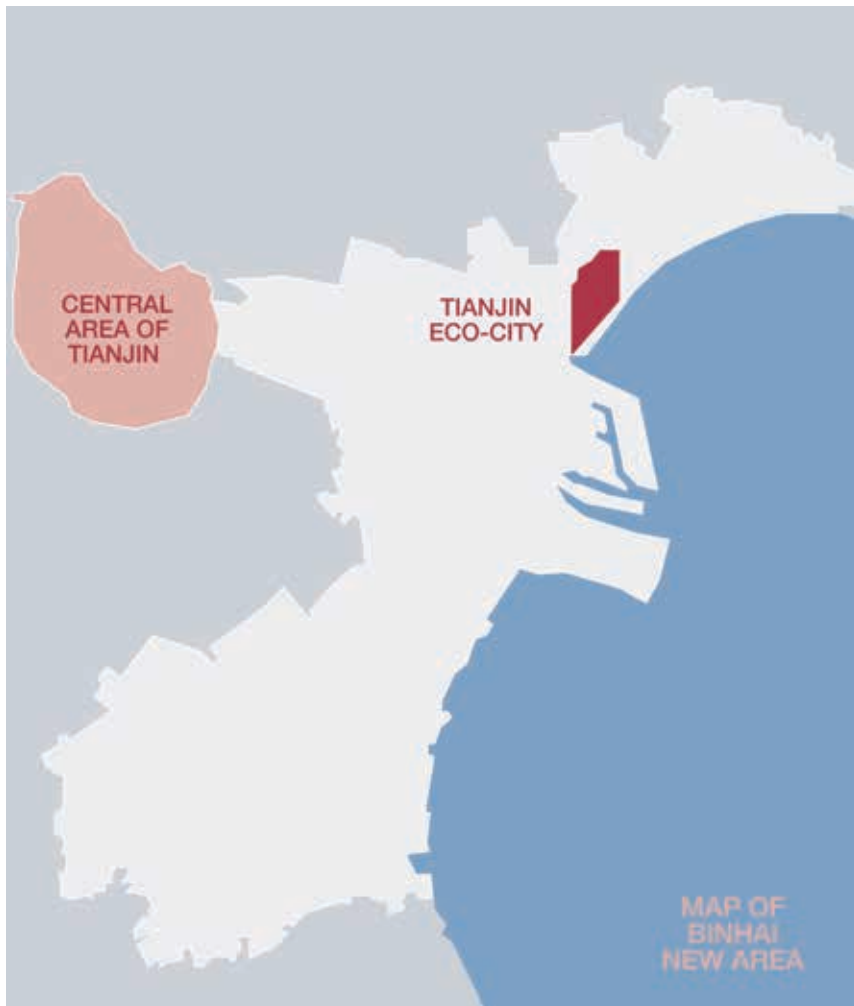 CENTRAL
AREA OF
TIANJIN
TIANJIN
ECO-CITY
MAP OF
BINHAI
NEW AREA